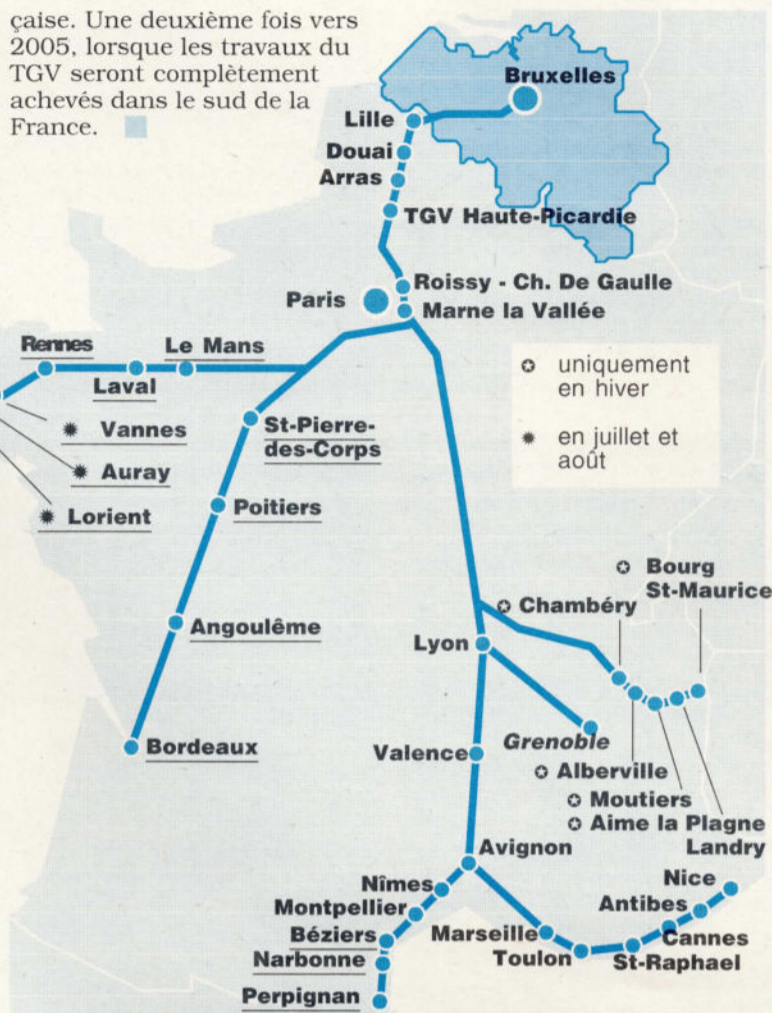 çaise. Une deuxième fois vers
2005, lorsque les travaux du
TGV seront complètement
achevés dans le sud de la
France.
Bruxelles
Lille
Douai
Arras
TGV Haute-Picardie
Roissy - Ch. De Gaulle
Paris
Marne la Vallée
Rennes
Le Mans
Laval
✪ uniquement
en hiver
✹ Vannes
St-Pierre-
des-Corps
✹ en juillet et
août
✹ Auray
Poitiers
✹ Lorient
✪ Bourg
St-Maurice
✪ Chambéry
Angoulême
Lyon
Bordeaux
Valence
Grenoble
✪ Alberville
✪ Moutiers
✪ Aime la Plagne
Landry
Avignon
Nîmes
Nice
Montpellier
Antibes
Béziers
Marseille
Cannes
Narbonne
Toulon
St-Raphael
Perpignan